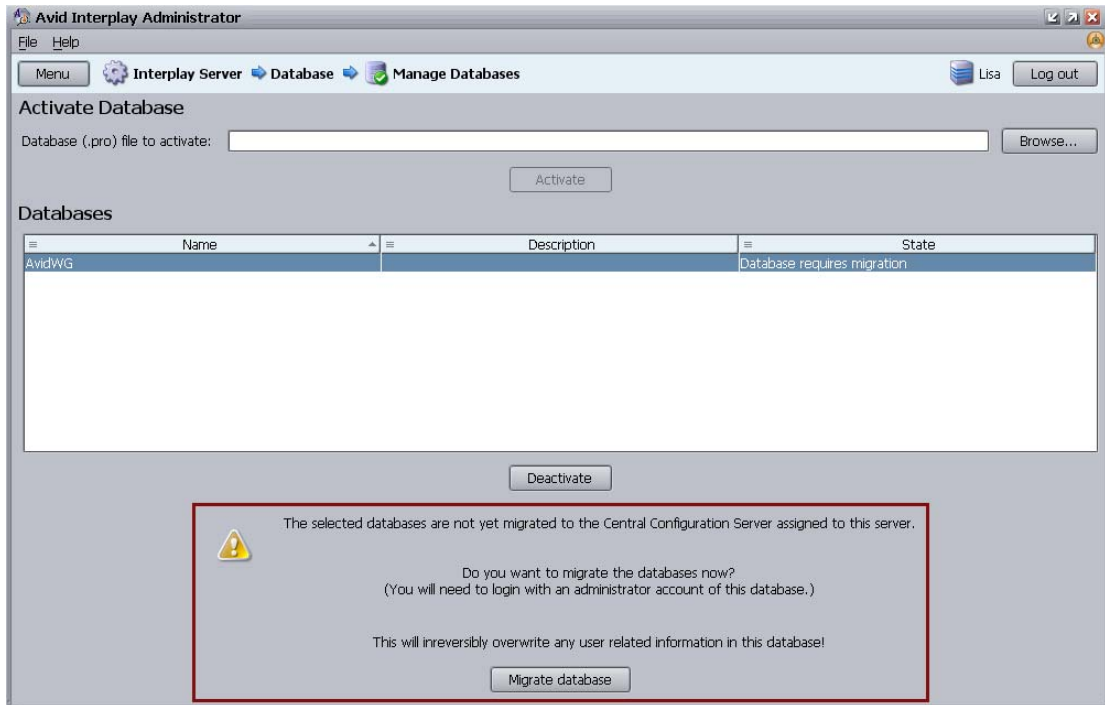 Avid Interplay Administrator
File Help
Menu Interplay Server Database Manage Databases Lisa Log out
Activate Database
Database (.pro) file to activate: Browse...
Activate
Databases
Name Description State
AvidWG Database requires migration
Deactivate
The selected databases are not yet migrated to the Central Configuration Server assigned to this server.
Do you want to migrate the databases now?
(You will need to login with an administrator account of this database.)
This will inreversibly overwrite any user related information in this database!
Migrate database